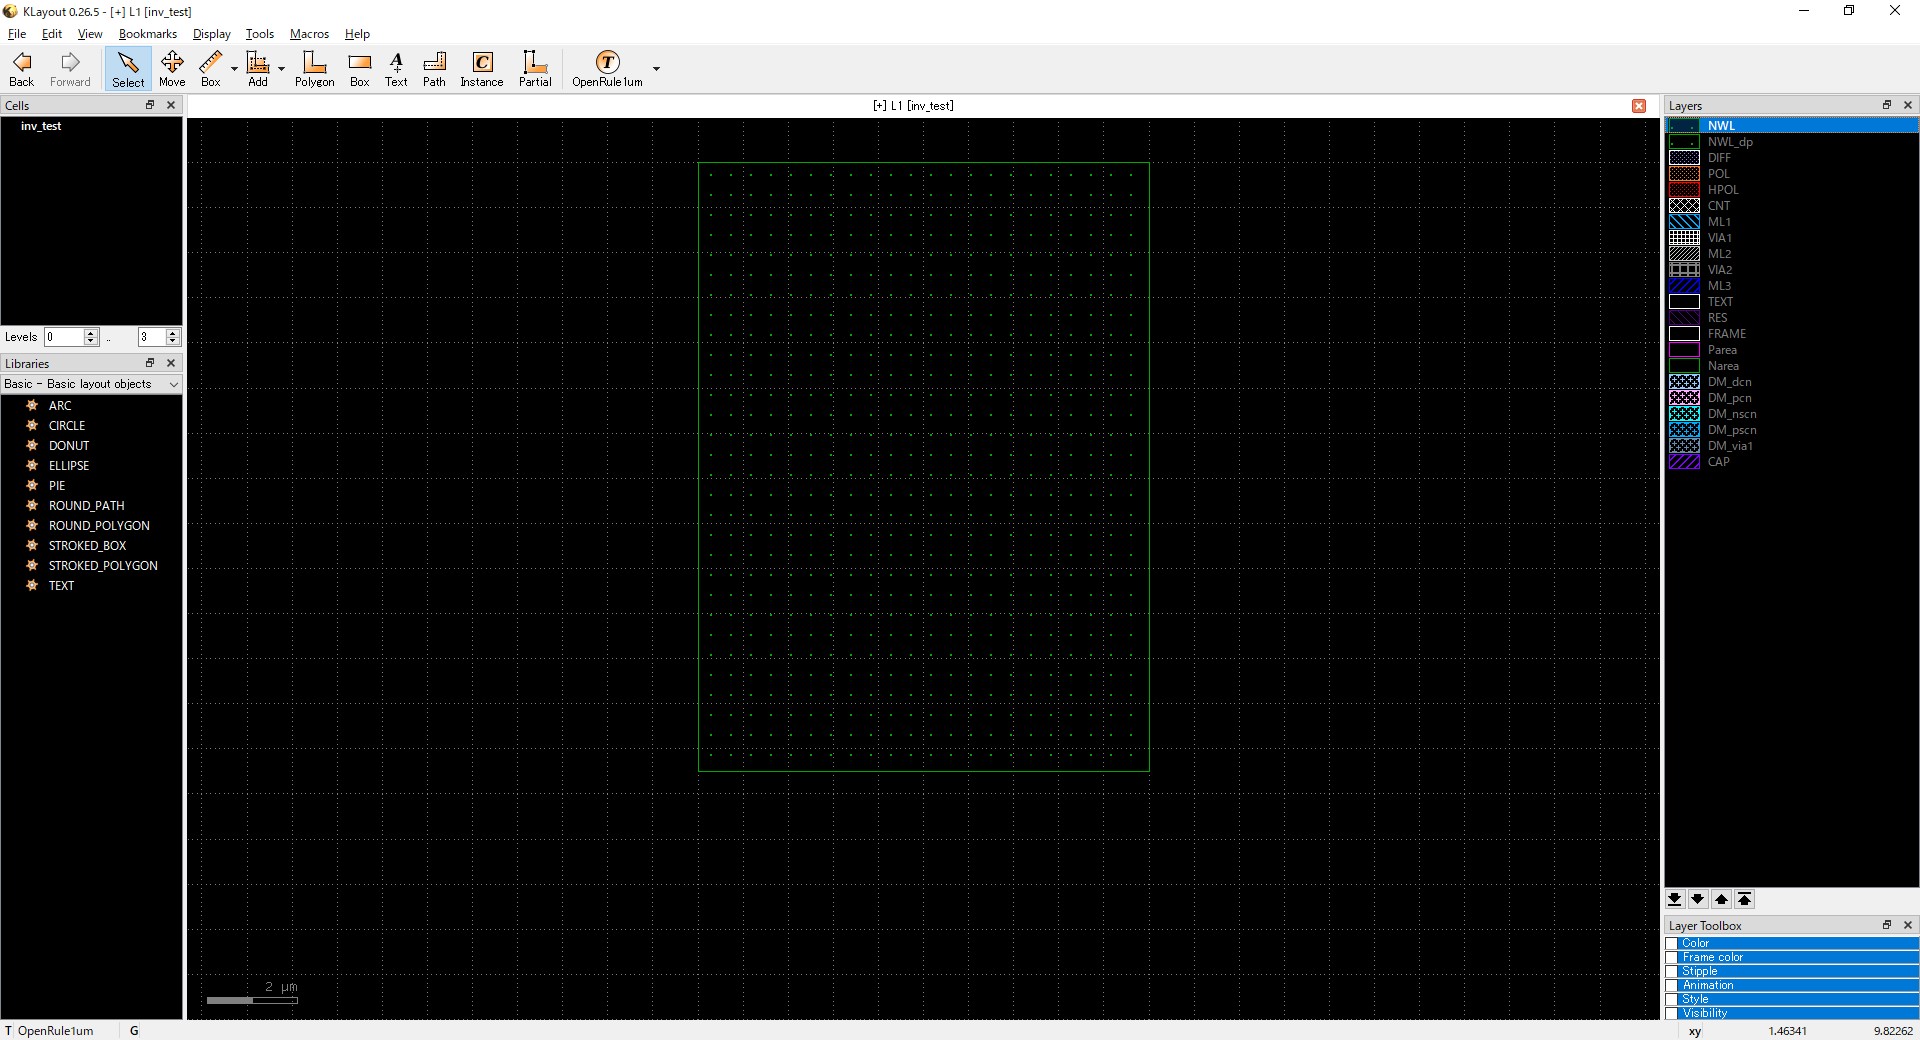 KLayout 0.26.5 - [+] L1 [inv_test]
File Edit View Bookmarks Display Tools Macros Help
Back Forward Select Move Box Add Polygon Box Text Path Instance Partial OpenRule1um
Cells
inv_test
Levels 0 .. 3
Libraries
Basic - Basic layout objects
ARC
CIRCLE
DONUT
ELLIPSE
PIE
ROUND_PATH
ROUND_POLYGON
STROKED_BOX
STROKED_POLYGON
TEXT
[+] L1 [inv_test]
2 µm
Layers
NWL
NWL_dp
DIFF
POL
HPOL
CNT
ML1
VIA1
ML2
VIA2
ML3
TEXT
RES
FRAME
Parea
Narea
DM_dcn
DM_pcn
DM_nscn
DM_pscn
DM_via1
CAP
Layer Toolbox
Color
Frame color
Stipple
Animation
Style
Visibility
T OpenRule1um G xy 1.46341 9.82262